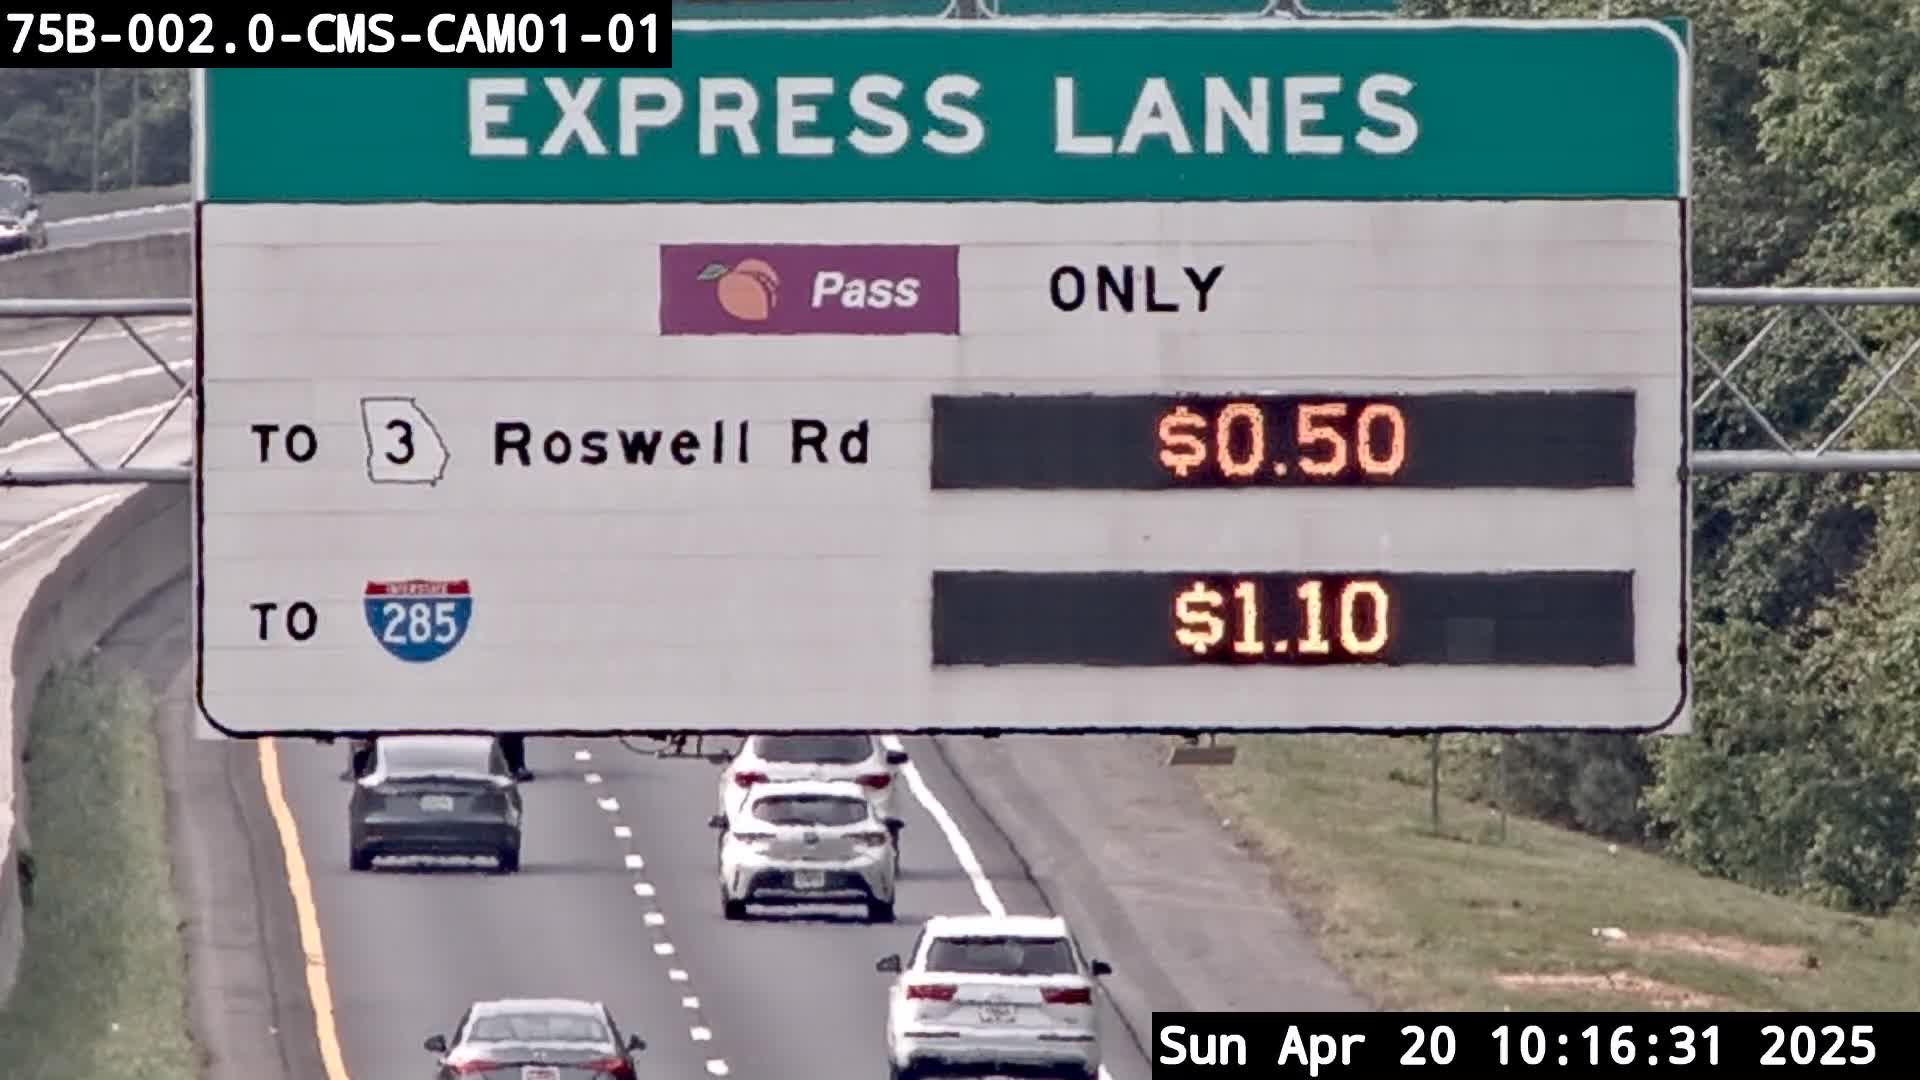 75B-002.0-CMS-CAM01-01
EXPRESS LANES
Pass ONLY
TO 3 Roswell Rd $0.50
INTERSTATE
TO 285 $1.10
Sun Apr 20 10:16:31 2025